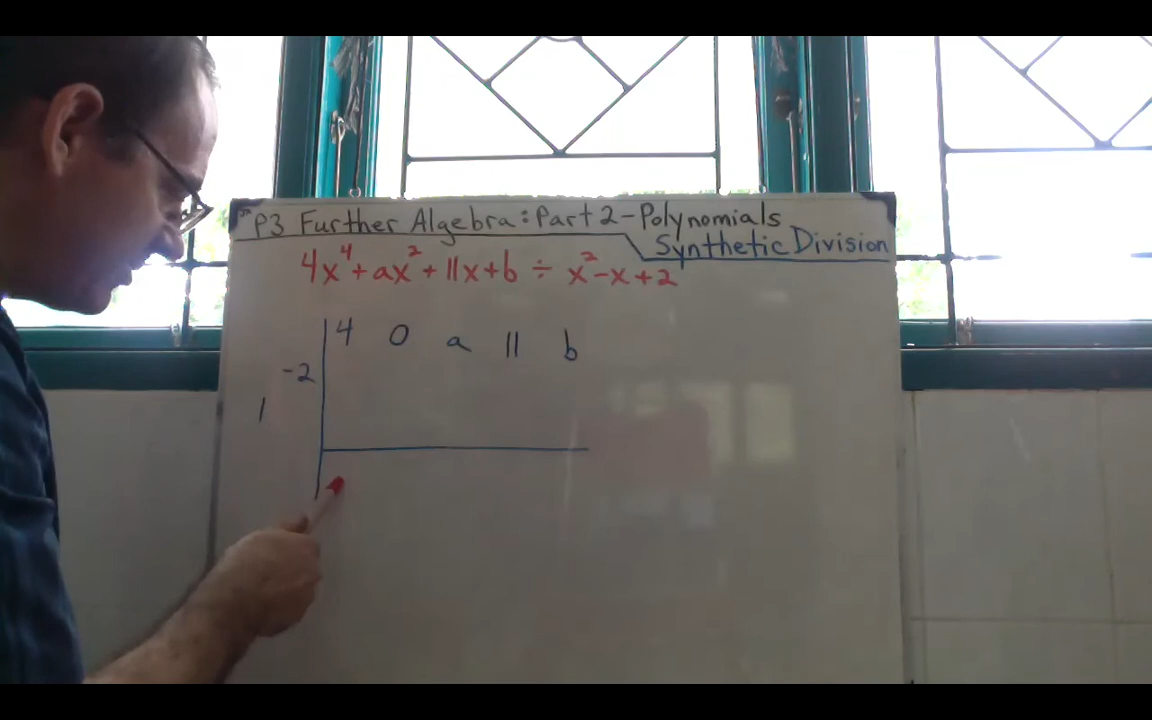 P3 Further Algebra: Part 2 - Polynomials
Synthetic Division
4x⁴+ax²+11x+b ÷ x²-x+2
4 0 a 11 b
-2
1